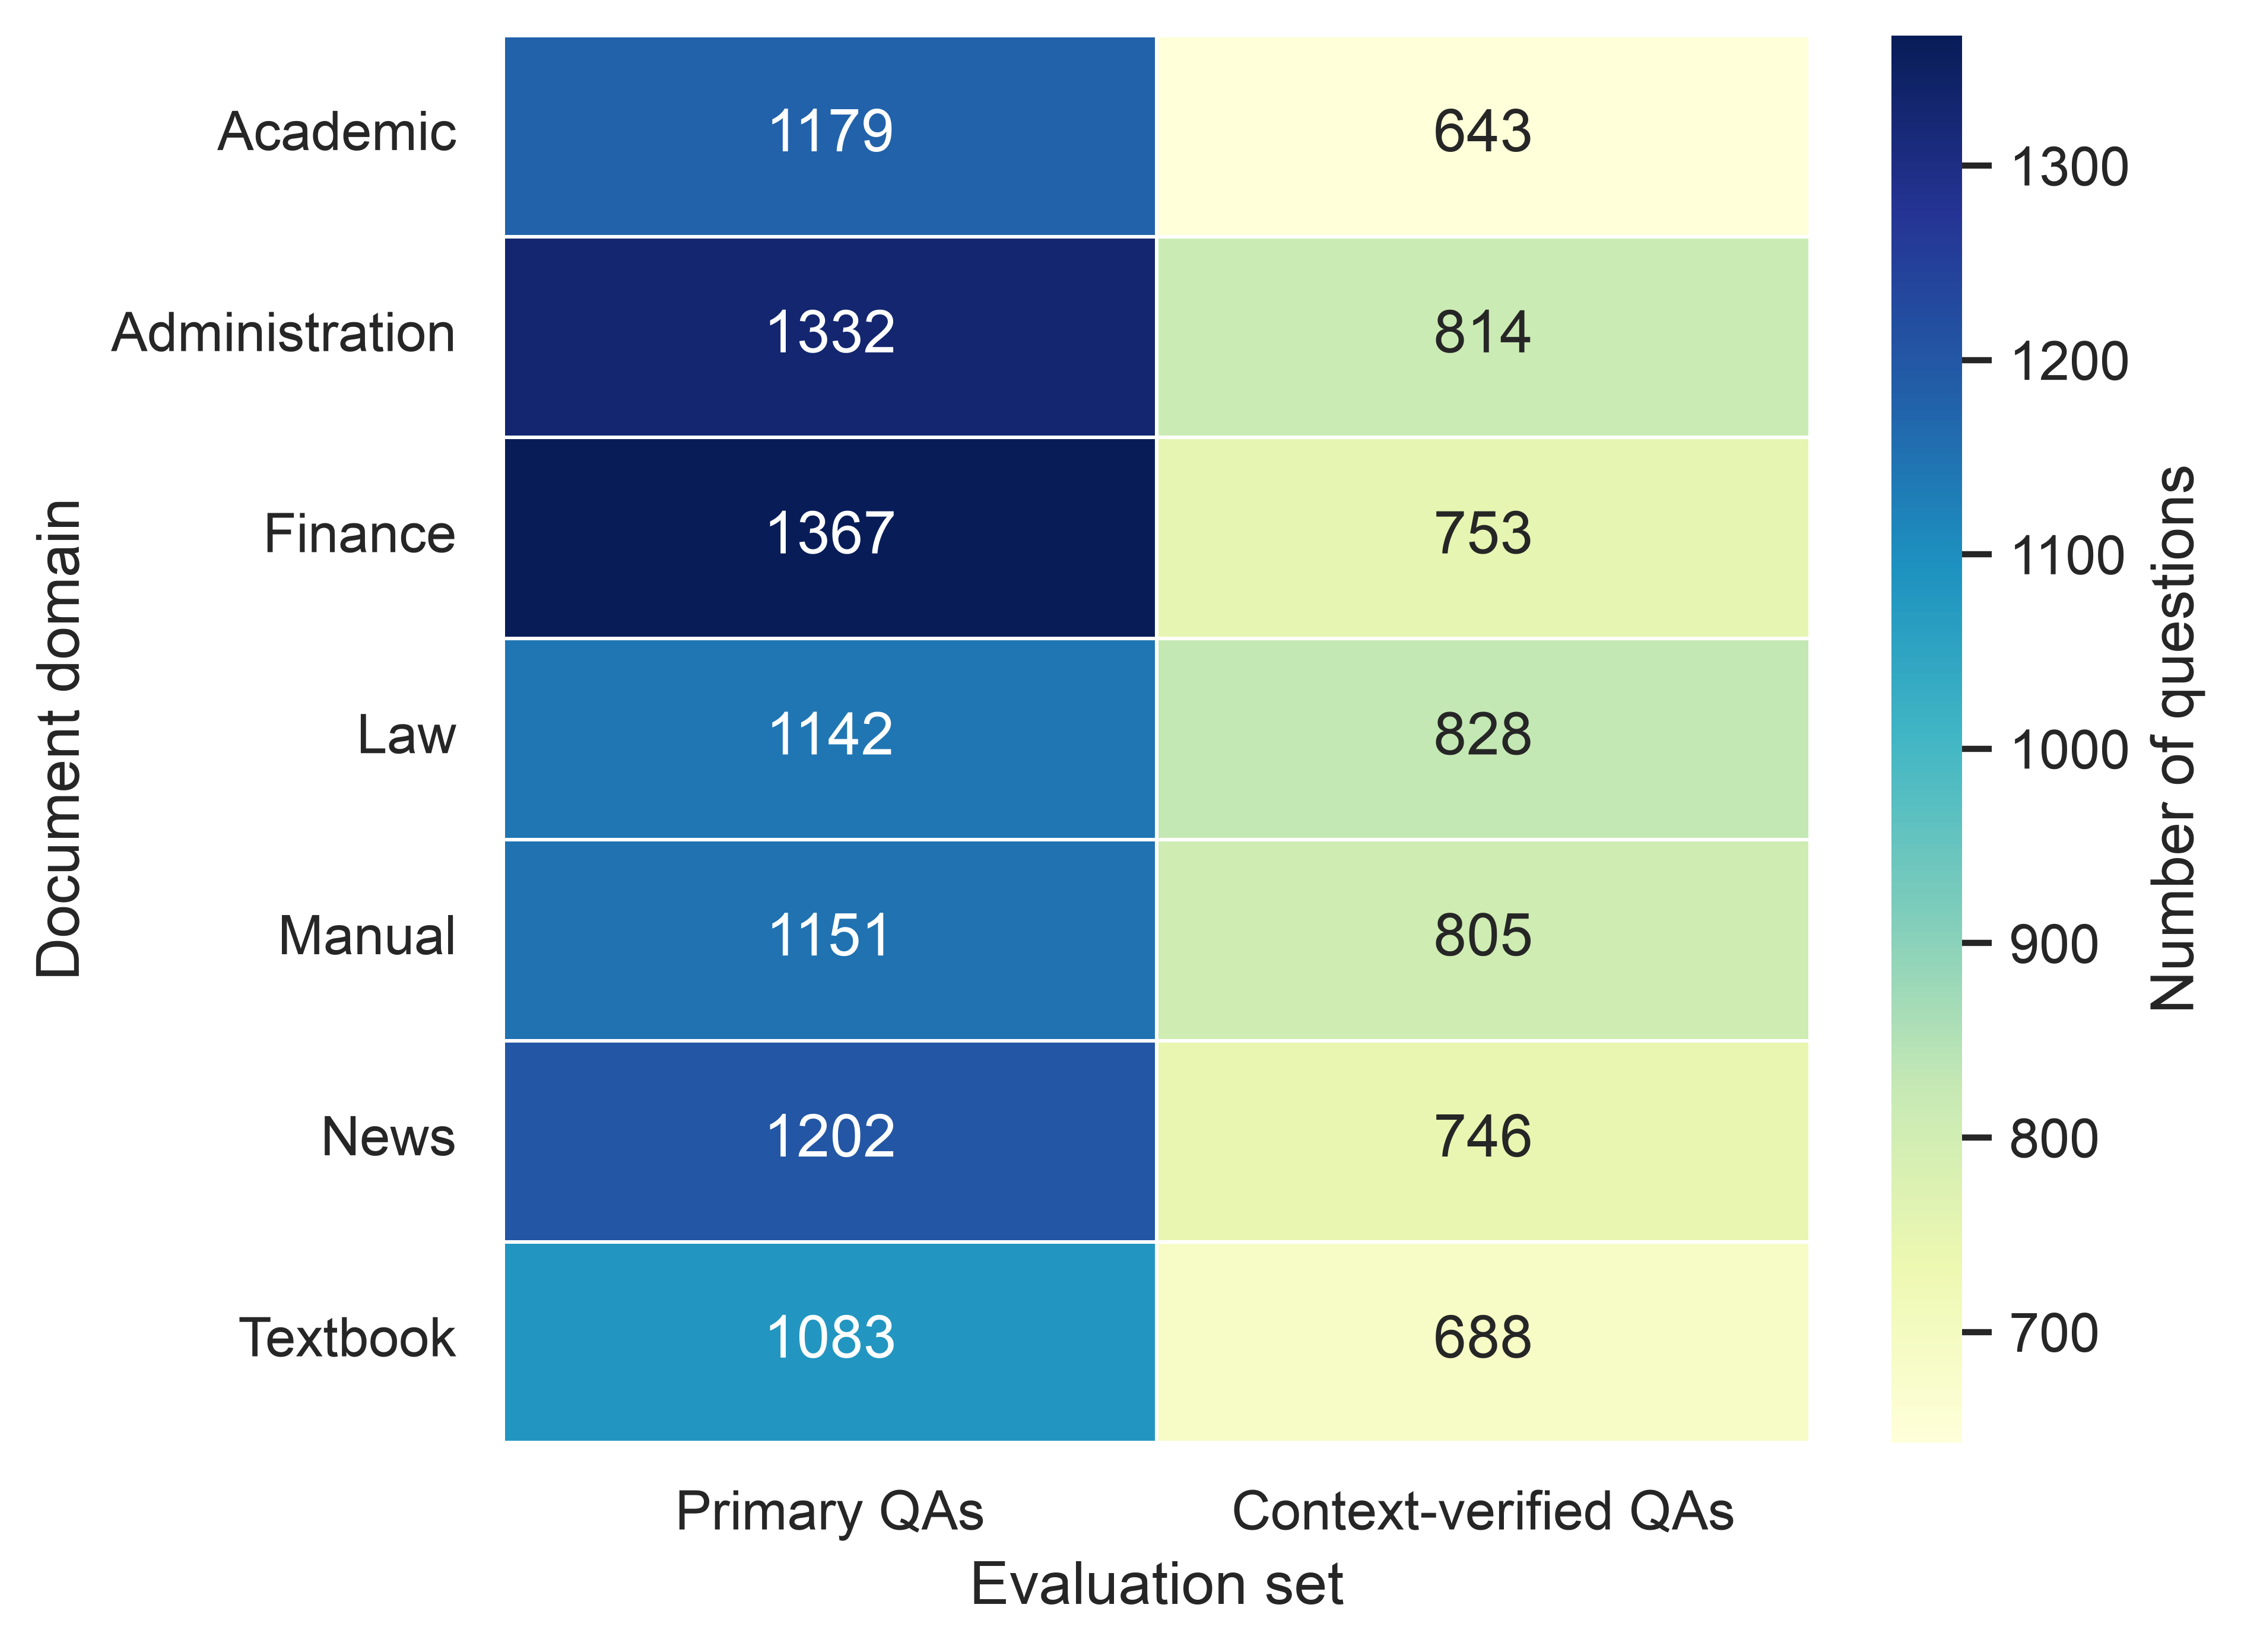 Document domain
Academic 1179 643
Administration 1332 814
Finance 1367 753
Law 1142 828
Manual 1151 805
News 1202 746
Textbook 1083 688
Primary QAs Context-verified QAs
Evaluation set
1300
1200
1100
1000
900
800
700
Number of questions